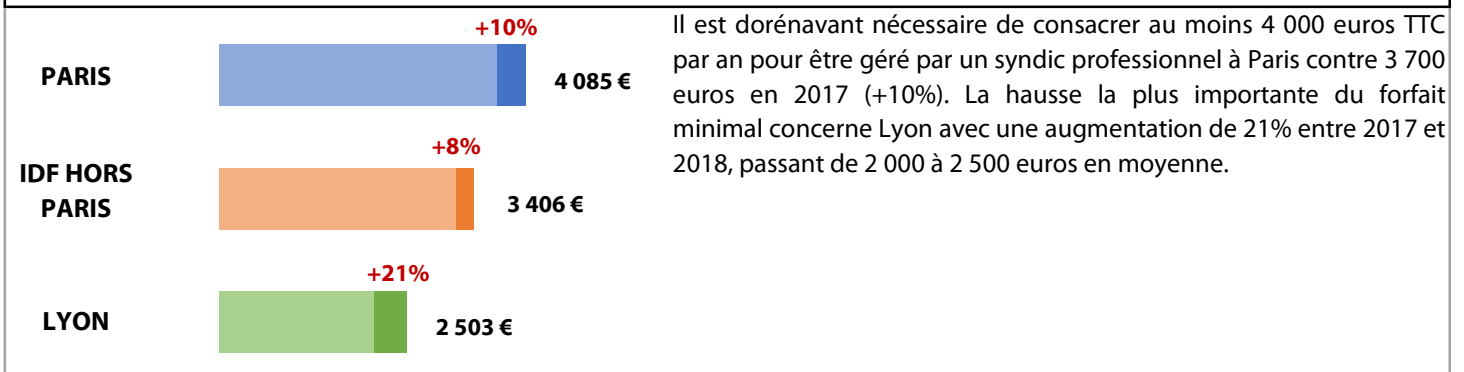 +10%
PARIS
4 085 €
+8%
IDF HORS
PARIS
3 406 €
+21%
LYON
2 503 €
Il est dorénavant nécessaire de consacrer au moins 4 000 euros TTC
par an pour être géré par un syndic professionnel à Paris contre 3 700
euros en 2017 (+10%). La hausse la plus importante du forfait
minimal concerne Lyon avec une augmentation de 21% entre 2017 et
2018, passant de 2 000 à 2 500 euros en moyenne.